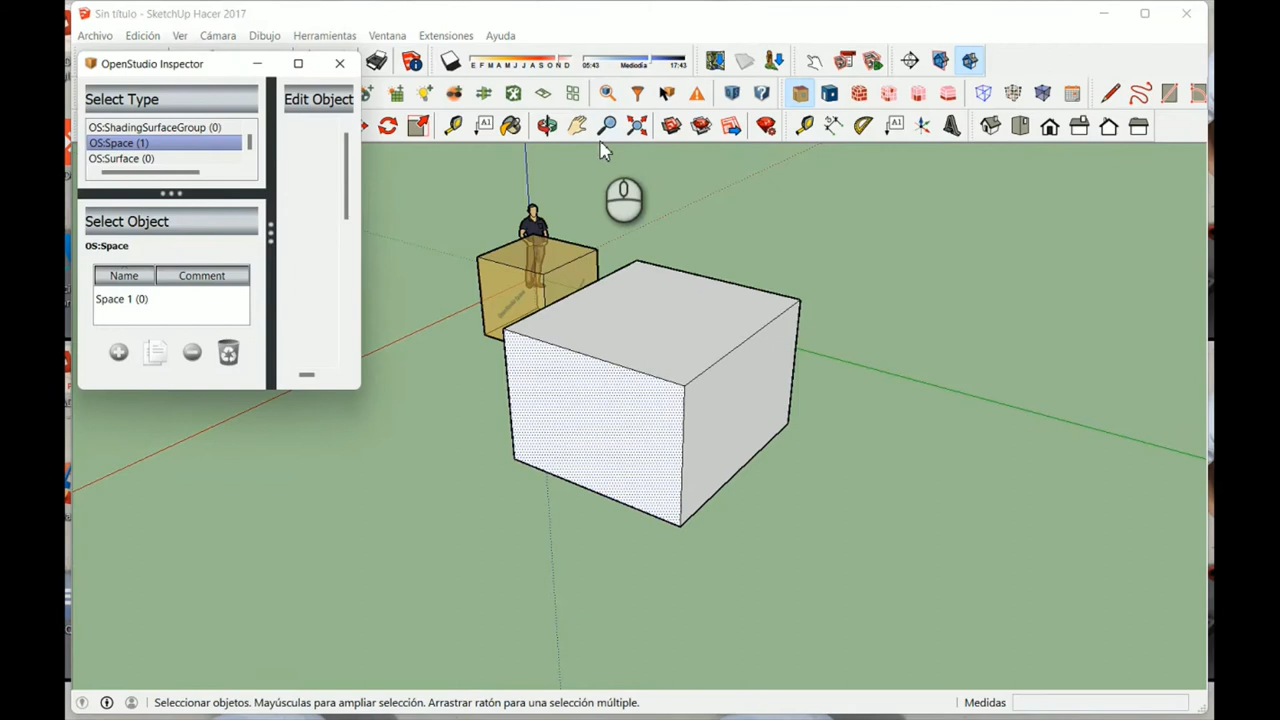 Sin título - SketchUp Hacer 2017
Archivo Edición Ver Cámara Dibujo Herramientas Ventana Extensiones Ayuda
OpenStudio Inspector
E F M A M J J A S O N D
05:43 Mediodía 17:43
Select Type
Edit Object
OS:ShadingSurfaceGroup (0)
OS:Space (1)
OS:Surface (0)
A1
A1
Select Object
OS:Space
Name Comment
Space 1 (0)
Seleccionar objetos. Mayúsculas para ampliar selección. Arrastrar ratón para una selección múltiple.
Medidas